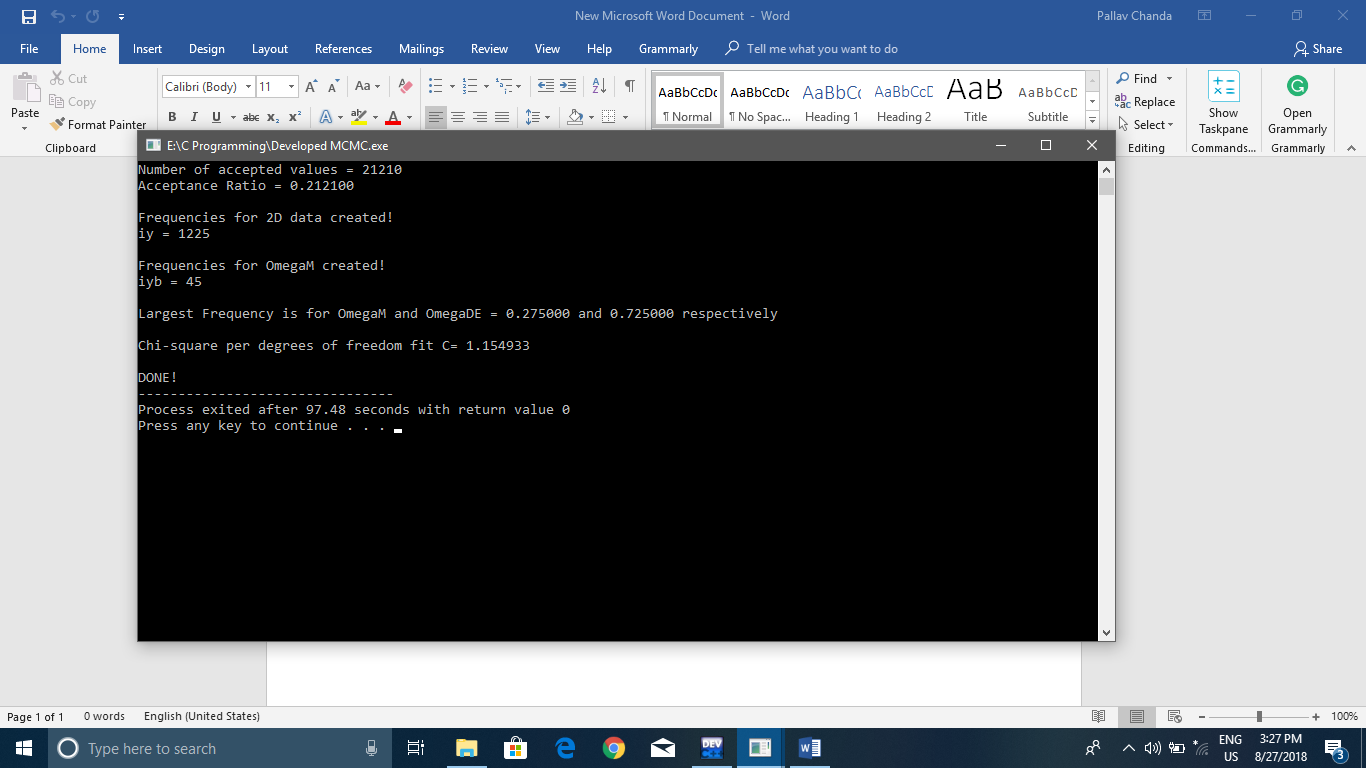 New Microsoft Word Document - Word
Pallav Chanda
File Home Insert Design Layout References Mailings Review View Help Grammarly Tell me what you want to do Share
Paste
Cut
Copy
Format Painter
Clipboard
Calibri (Body) 11 A A Aa A
B I U abc x2 x2 A ab A
A Z ¶
AaBbCcDc AaBbCcDc AaBbCc AaBbCcD AaB AaBbCcD
¶ Normal ¶ No Spac... Heading 1 Heading 2 Title Subtitle
Find
Replace
Select
Editing
Show Taskpane
Commands...
Open Grammarly
Grammarly
E:\C Programming\Developed MCMC.exe
Number of accepted values = 21210
Acceptance Ratio = 0.212100
Frequencies for 2D data created!
iy = 1225
Frequencies for OmegaM created!
iyb = 45
Largest Frequency is for OmegaM and OmegaDE = 0.275000 and 0.725000 respectively
Chi-square per degrees of freedom fit C= 1.154933
DONE!
--------------------------------
Process exited after 97.48 seconds with return value 0
Press any key to continue . . .
Page 1 of 1 0 words English (United States) 100%
Type here to search
DEV
ENG
US
3:27 PM
8/27/2018
3